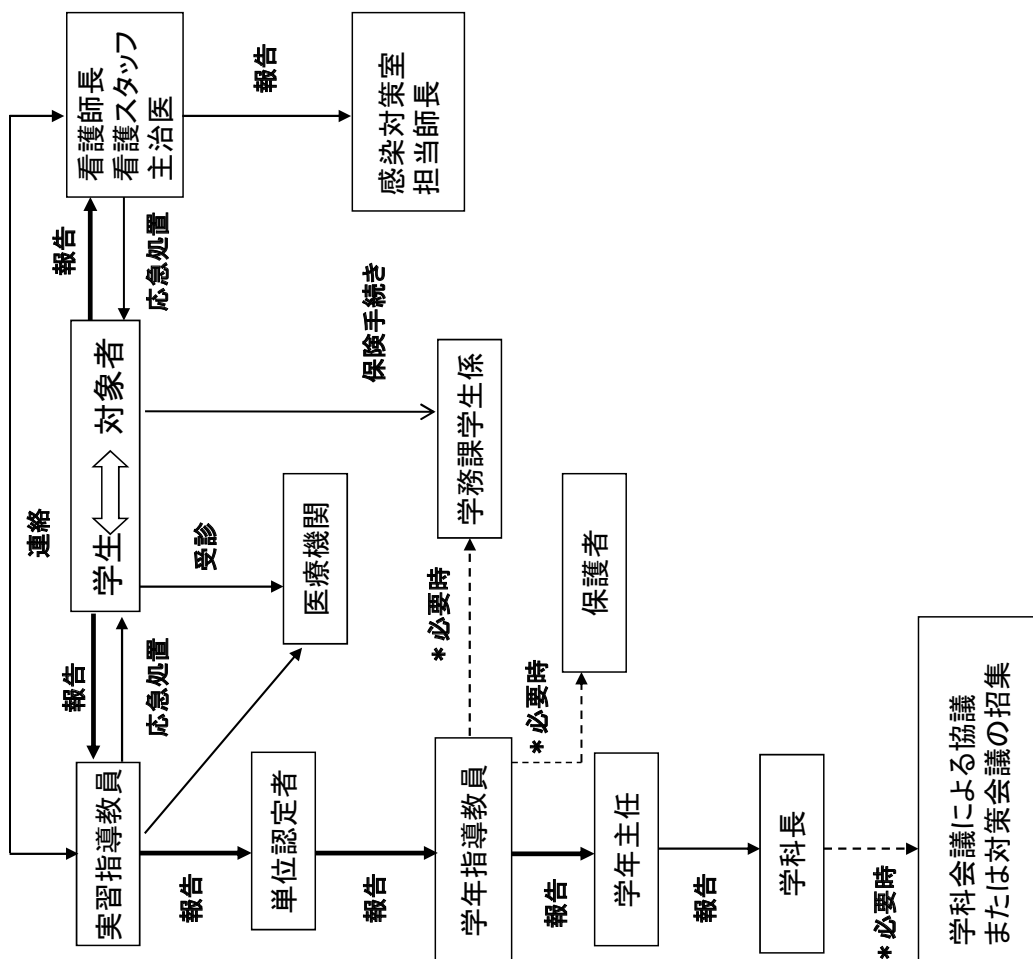 連絡
実習指導教員
報告
応急処置
学生
対象者
報告
応急処置
看護師長
看護スタッフ
主治医
報告
受診
報告
単位認定者
医療機関
保険手続き
感染対策室
担当師長
報告
学年指導教員
*必要時
学務課学生係
*必要時
保護者
報告
学年主任
報告
学科長
*必要時
学科会議による協議
または対策会議の招集